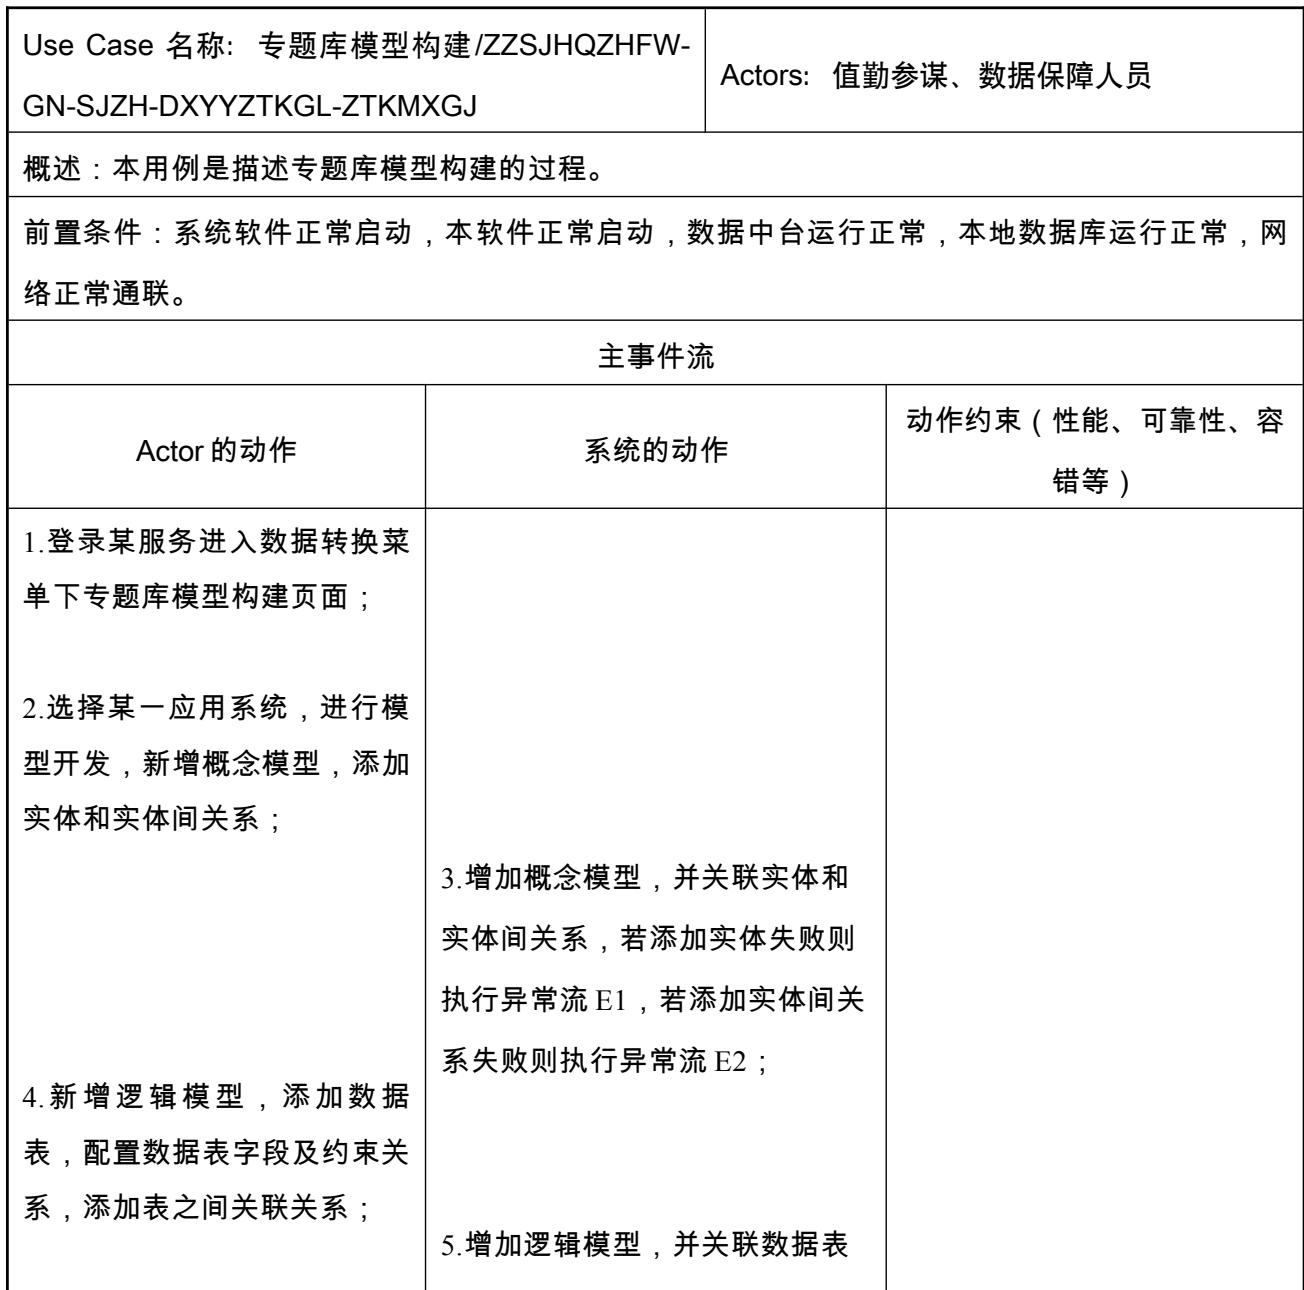 Use Case 名称: 专题库模型构建/ZZSJHQZHFW-
GN-SJZH-DXYYZTKGL-ZTKMXGJ
Actors: 值勤参谋、数据保障人员
概述：本用例是描述专题库模型构建的过程。
前置条件：系统软件正常启动，本软件正常启动，数据中台运行正常，本地数据库运行正常，网
络正常通联。
主事件流
Actor 的动作
系统的动作
动作约束（性能、可靠性、容
错等）
1.登录某服务进入数据转换菜
单下专题库模型构建页面；
2.选择某一应用系统，进行模
型开发，新增概念模型，添加
实体和实体间关系；
3.增加概念模型，并关联实体和
实体间关系，若添加实体失败则
执行异常流 E1，若添加实体间关
系失败则执行异常流 E2；
4.新增逻辑模型，添加数据
表，配置数据表字段及约束关
系，添加表之间关联关系；
5.增加逻辑模型，并关联数据表